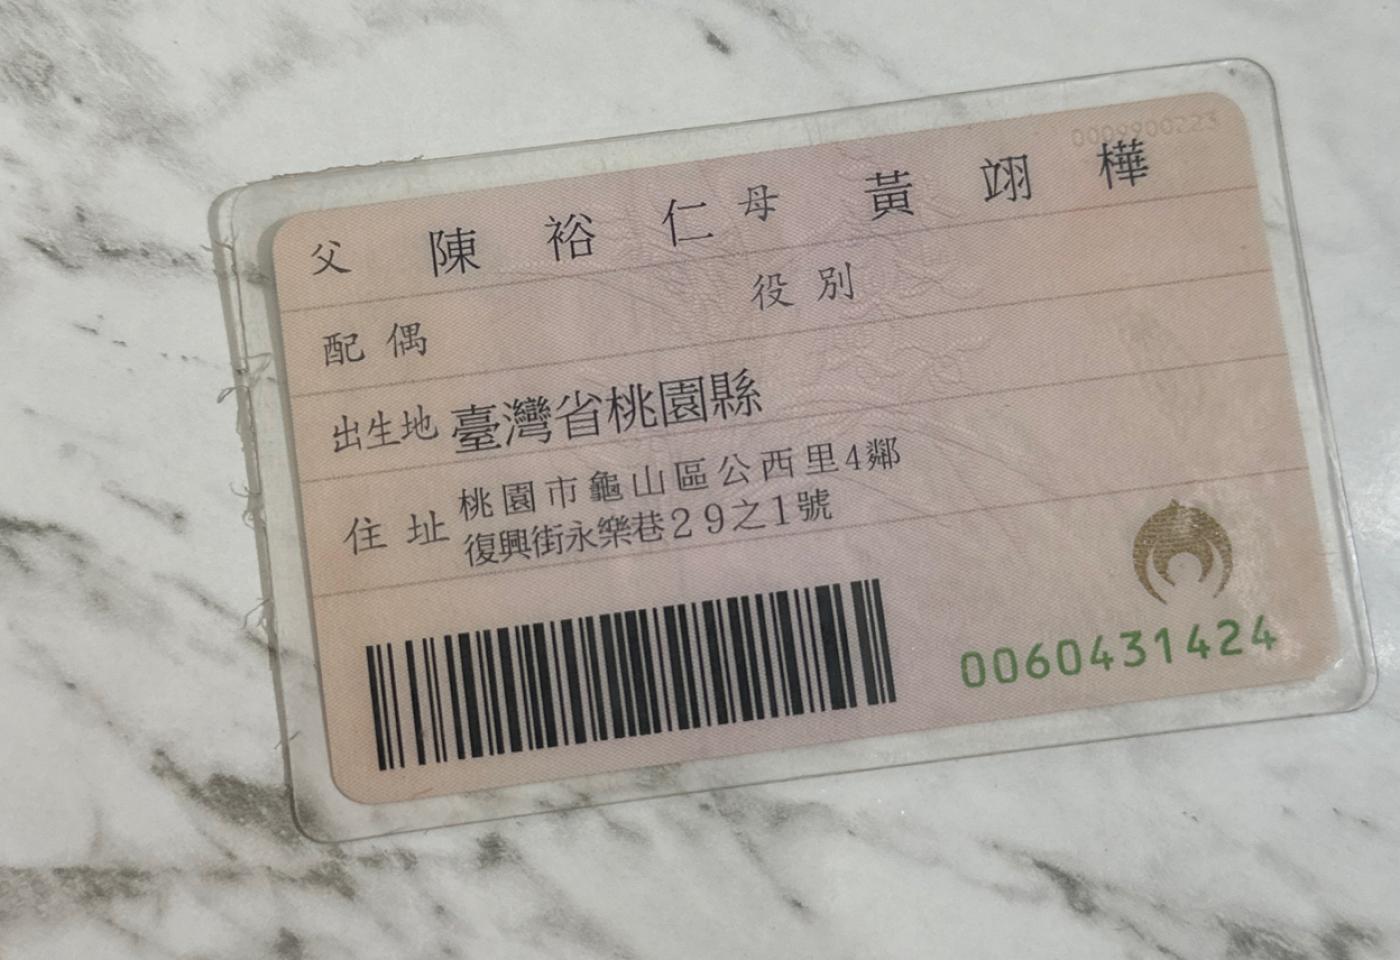 0009900223
父 陳裕仁 母 黃翊樺
配偶 役別
出生地 臺灣省桃園縣
住址 桃園市龜山區公西里4鄰
復興街永樂巷29之1號
0060431424